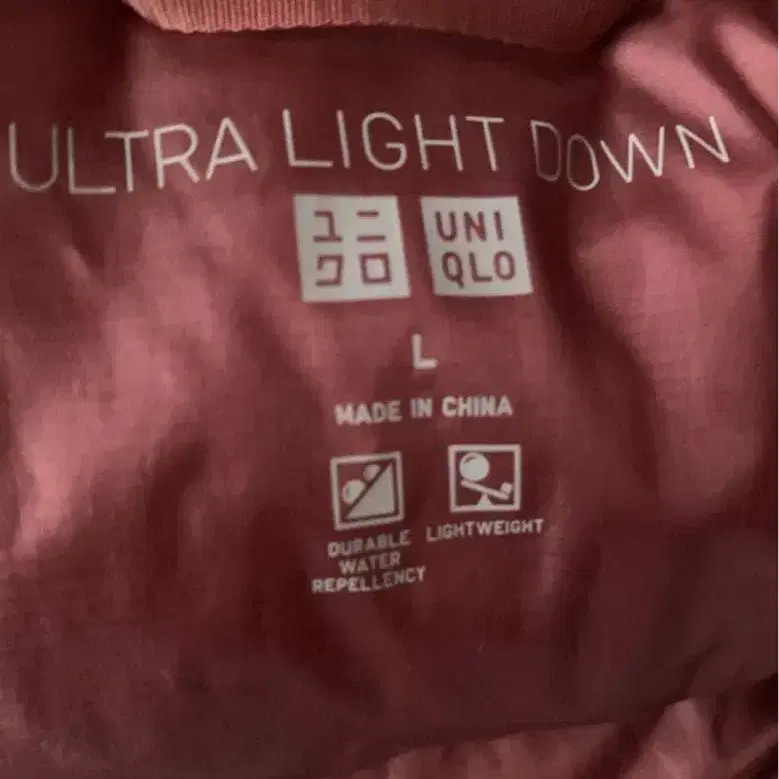 ULTRA LIGHT DOWN
ユニ UNI
クロ QLO
L
MADE IN CHINA
DURABLE LIGHTWEIGHT
WATER
REPELLENCY